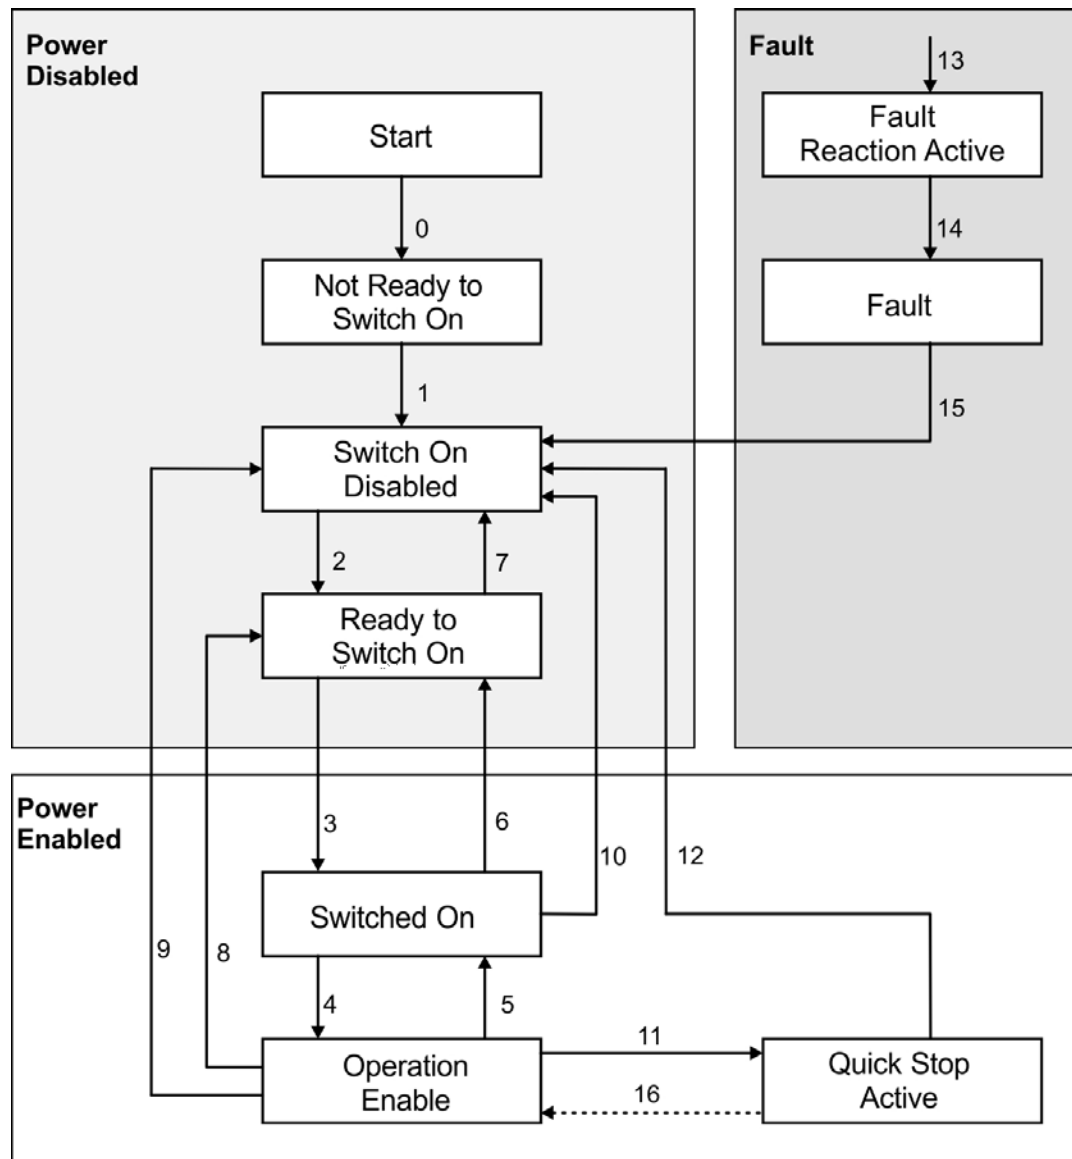 Power
Disabled
Start
0
Not Ready to
Switch On
1
Switch On
Disabled
2
7
Ready to
Switch On
Fault
13
Fault
Reaction Active
14
Fault
15
Power
Enabled
3
6
10
12
Switched On
9
8
4
5
Operation
Enable
11
16
Quick Stop
Active